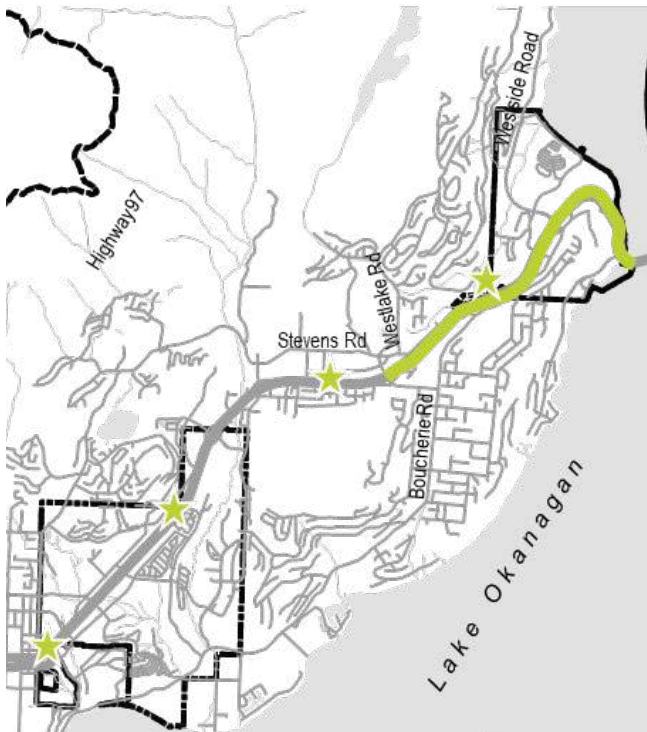 Westside Road
Highway97
Westlake Rd
Stevens Rd
Boucherie Rd
Lake Okanagan